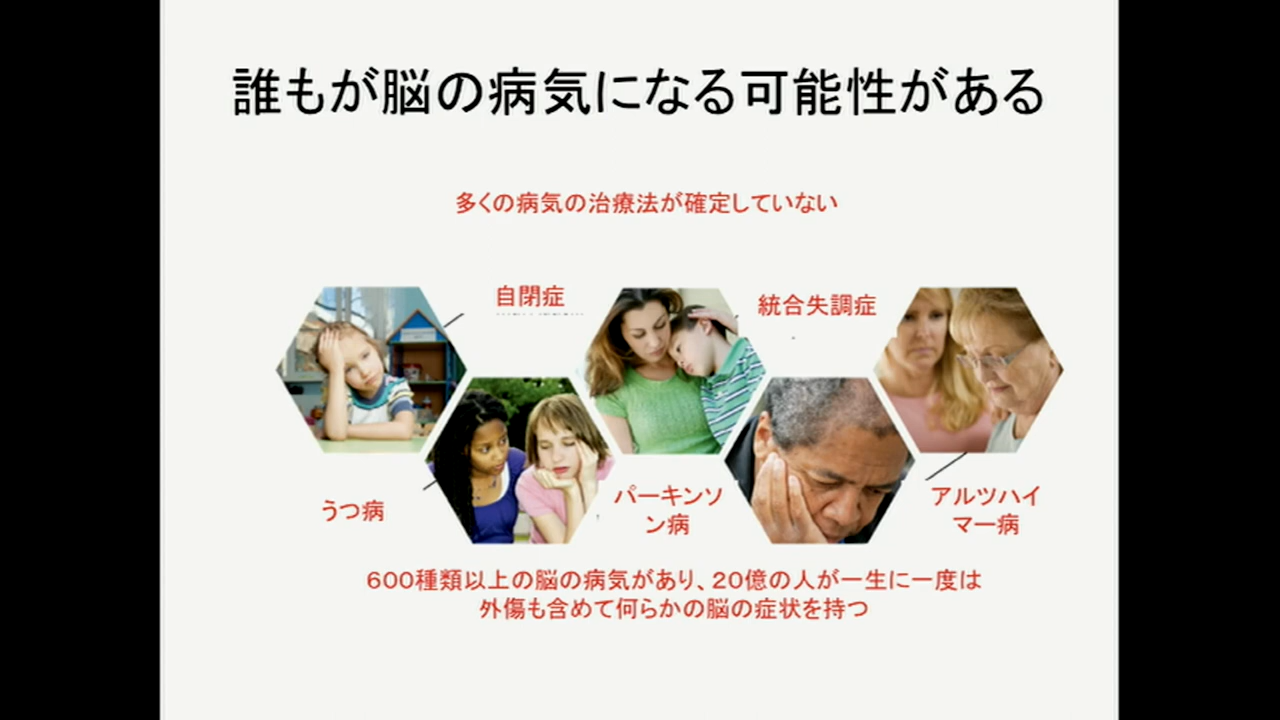 誰もが脳の病気になる可能性がある
多くの病気の治療法が確定していない
自閉症
統合失調症
うつ病
パーキンソ
ン病
アルツハイ
マー病
600種類以上の脳の病気があり、20億の人が一生に一度は
外傷も含めて何らかの脳の症状を持つ